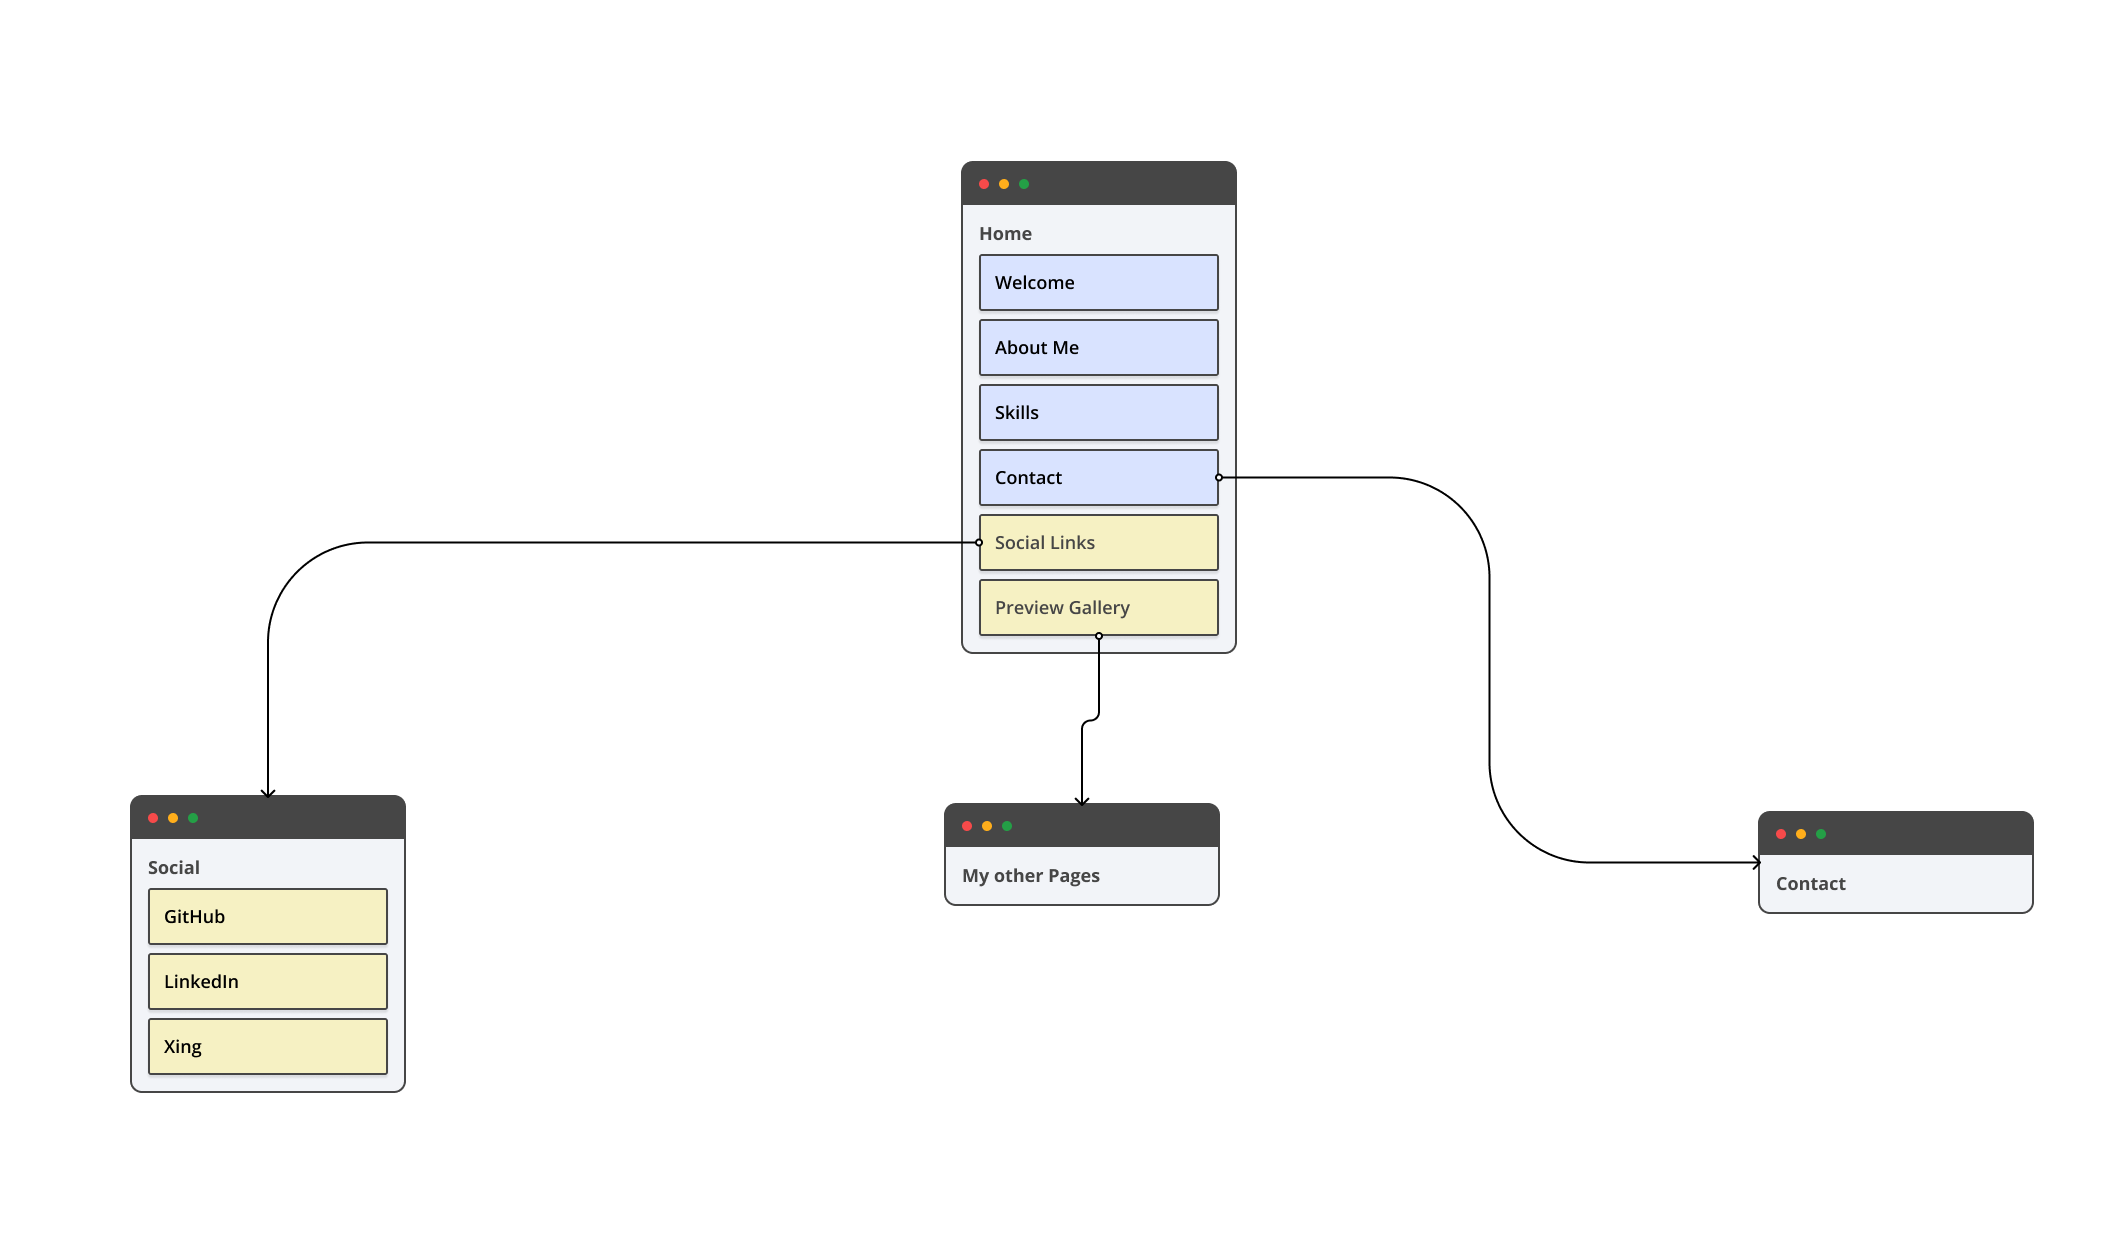 Home
Welcome
About Me
Skills
Contact
Social Links
Preview Gallery
Social
GitHub
LinkedIn
Xing
My other Pages
Contact